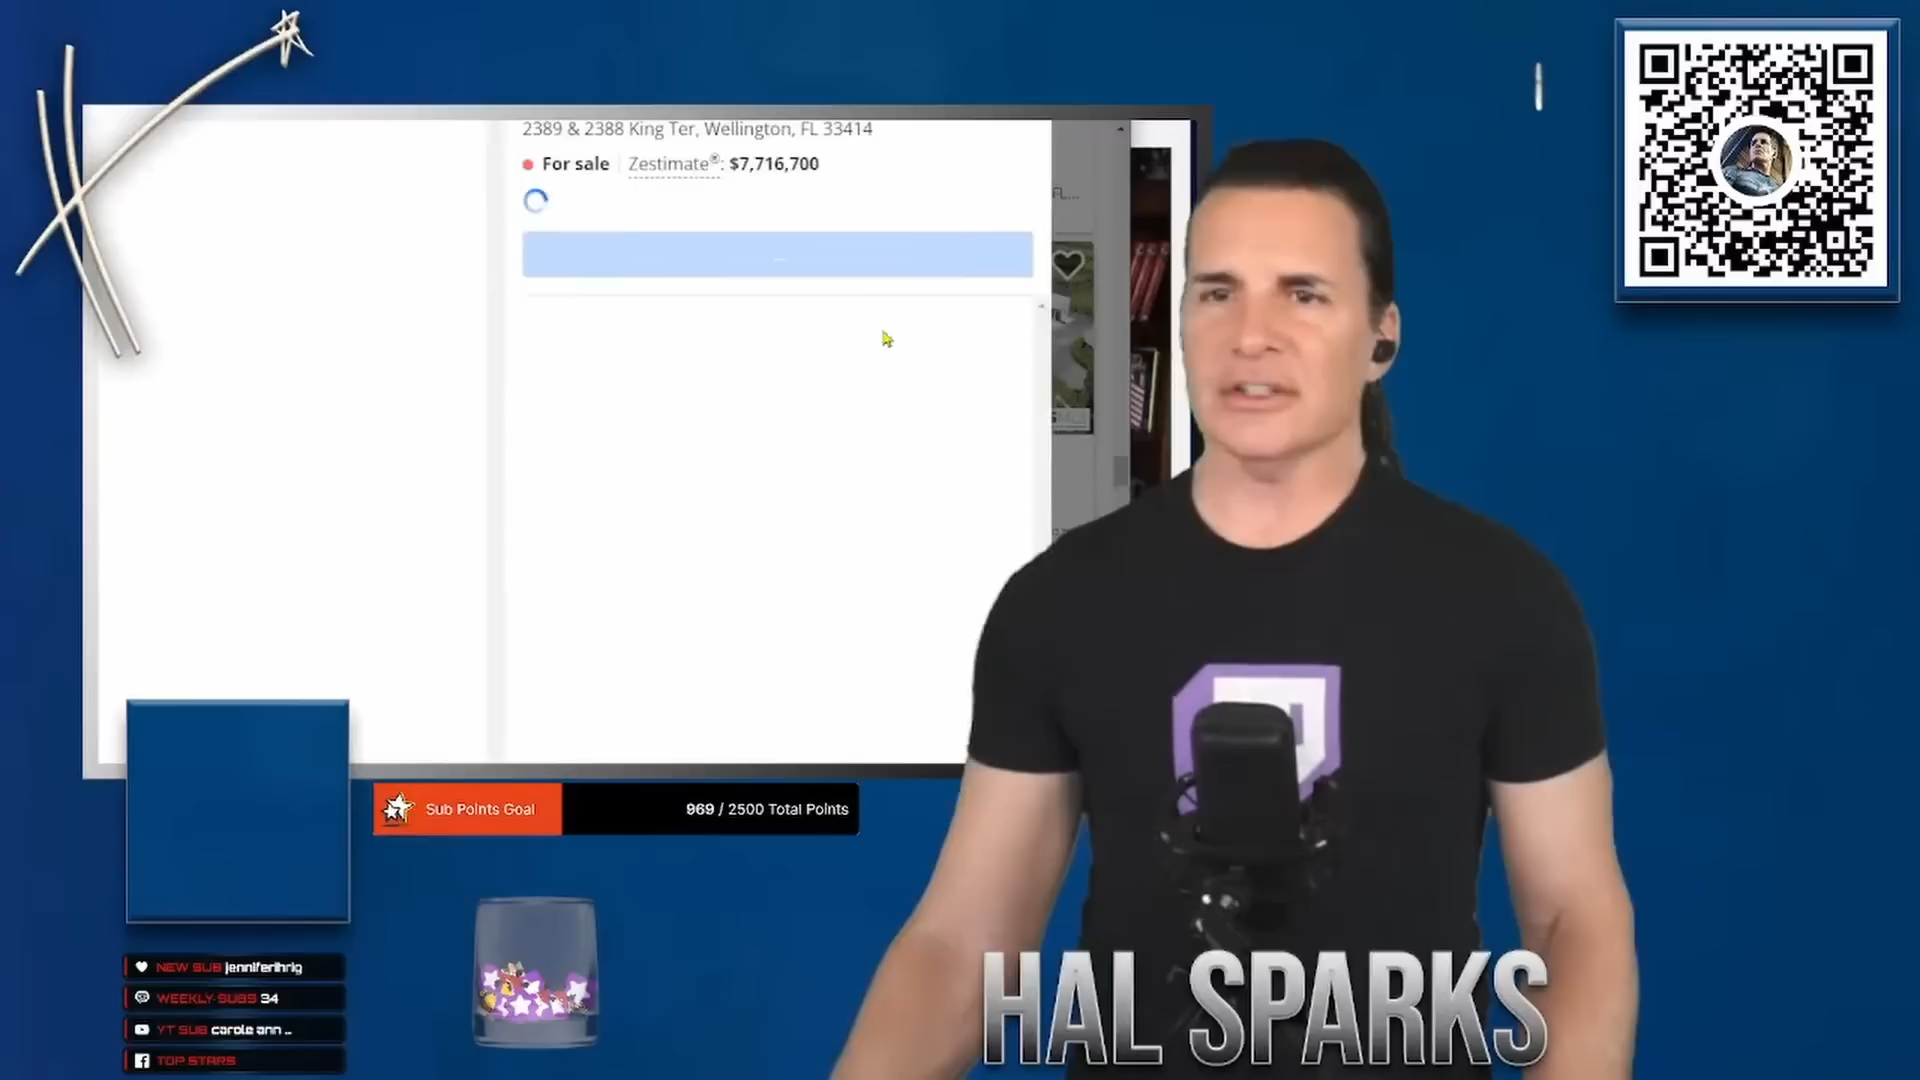 2389 & 2388 King Ter, Wellington, FL 33414
For sale Zestimate®: $7,716,700
Sub Points Goal 969 / 2500 Total Points
NEW SUB jenniferihrig
WEEKLY SUBS 34
YT SUB carole ann ..
TOP STARS
HAL SPARKS